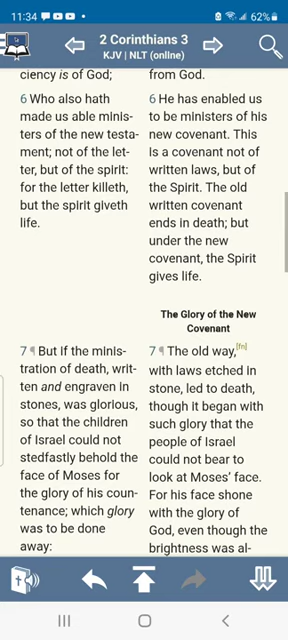 11:34
62%
2 Corinthians 3
KJV | NLT (online)
ciency is of God;
6 Who also hath
made us able minis-
ters of the new testa-
ment; not of the let-
ter, but of the spirit:
for the letter killeth,
but the spirit giveth
life.
7 ¶ But if the minis-
tration of death, writ-
ten and engraven in
stones, was glorious,
so that the children
of Israel could not
stedfastly behold the
face of Moses for
the glory of his coun-
tenance; which glory
was to be done
away:
from God.
6 He has enabled us
to be ministers of his
new covenant. This
is a covenant not of
written laws, but of
the Spirit. The old
written covenant
ends in death; but
under the new
covenant, the Spirit
gives life.
The Glory of the New
Covenant
7 ¶ The old way,[fn]
with laws etched in
stone, led to death,
though it began with
such glory that the
people of Israel
could not bear to
look at Moses’ face.
For his face shone
with the glory of
God, even though the
brightness was al-